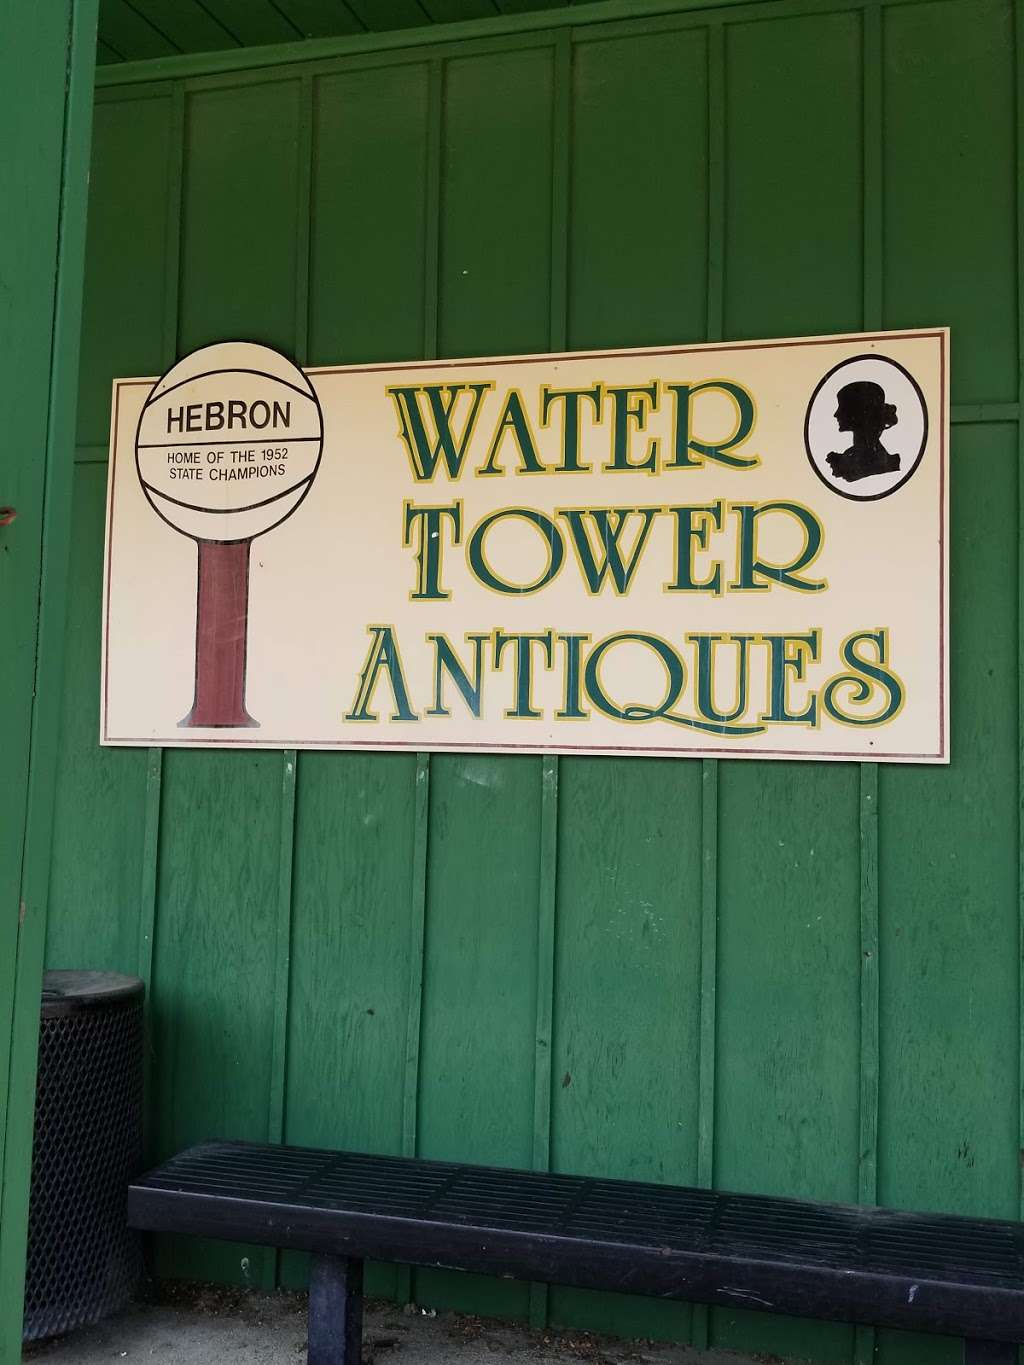 HEBRON
HOME OF THE 1952
STATE CHAMPIONS
WATER
TOWER
ANTIQUES